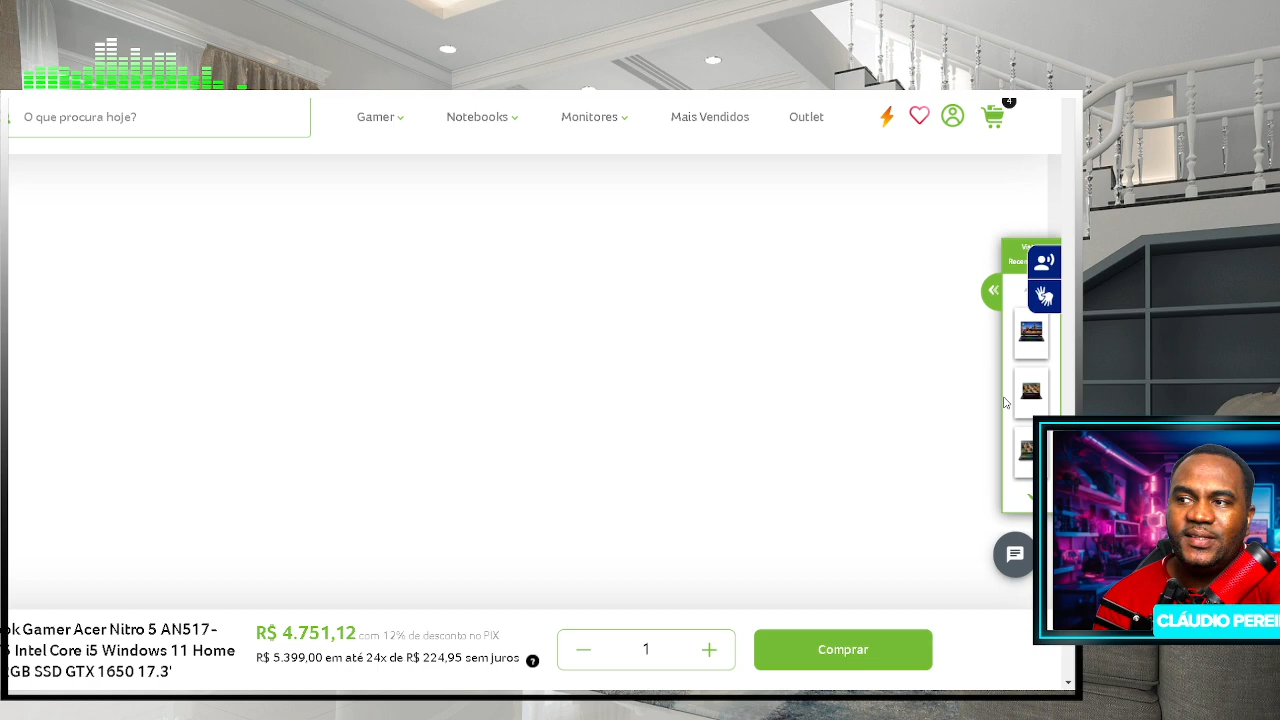 O que procura hoje?
Gamer
Notebooks
Monitores
Mais Vendidos
Outlet
4
ok Gamer Acer Nitro 5 AN517-
Intel Core i5 Windows 11 Home
GB SSD GTX 1650 17.3'
R$ 4.751,12 com 12% de desconto no PIX
R$ 5.399,00 em até 24x de R$ 224,95 sem juros ?
1
Comprar
CLÁUDIO PEREI